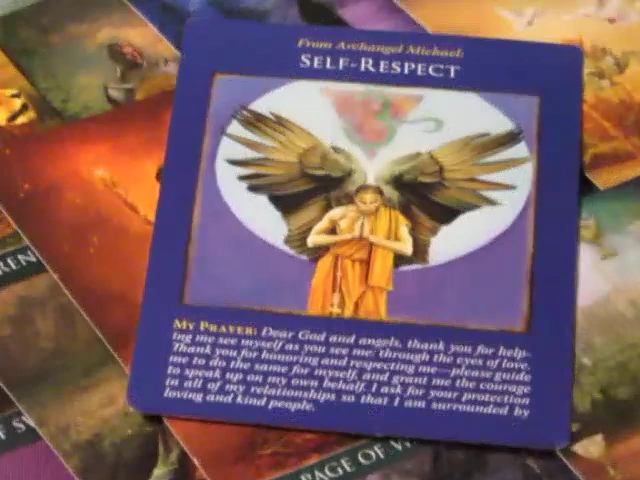 From Archangel Michael:
SELF-RESPECT
MY PRAYER: Dear God and angels, thank you for help-
ing me see myself as you see me: through the eyes of love.
Thank you for honoring and respecting me—please guide
me to do the same for myself, and grant me the courage
to speak up on my own behalf. I ask for your protection
in all of my relationships so that I am surrounded by
loving and kind people.
PAGE OF